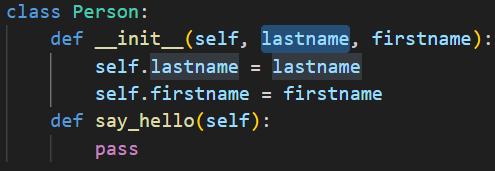 class Person:
    def __init__(self, lastname, firstname):
        self.lastname = lastname
        self.firstname = firstname
    def say_hello(self):
        pass